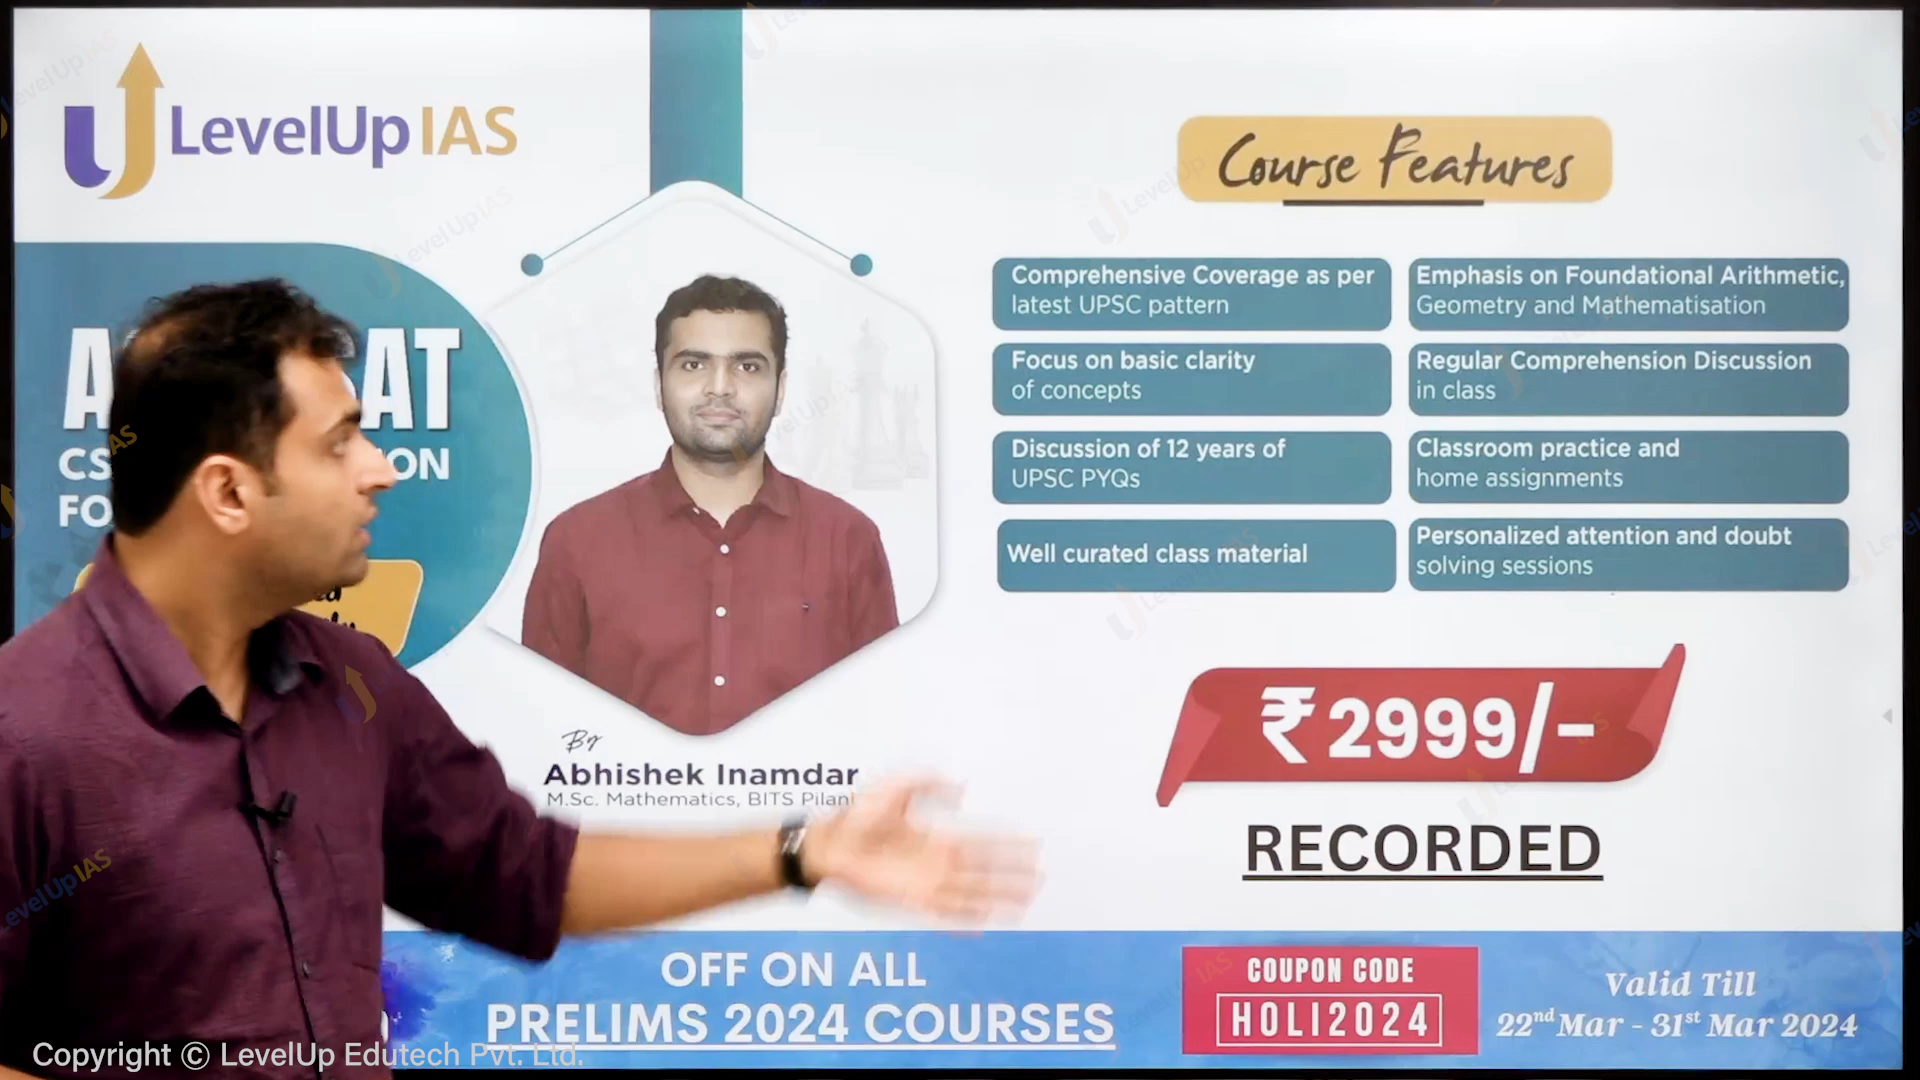 LevelUp IAS
AT
CS
ON
FO
By
Abhishek Inamdar
M.Sc. Mathematics, BITS Pilani
Course Features
Comprehensive Coverage as per
latest UPSC pattern
Emphasis on Foundational Arithmetic,
Geometry and Mathematisation
Focus on basic clarity
of concepts
Regular Comprehension Discussion
in class
Discussion of 12 years of
UPSC PYQs
Classroom practice and
home assignments
Well curated class material
Personalized attention and doubt
solving sessions
₹2999/-
RECORDED
OFF ON ALL
PRELIMS 2024 COURSES
COUPON CODE
HOLI2024
Valid Till
22nd Mar - 31st Mar 2024
Copyright © LevelUp Edutech Pvt. Ltd.